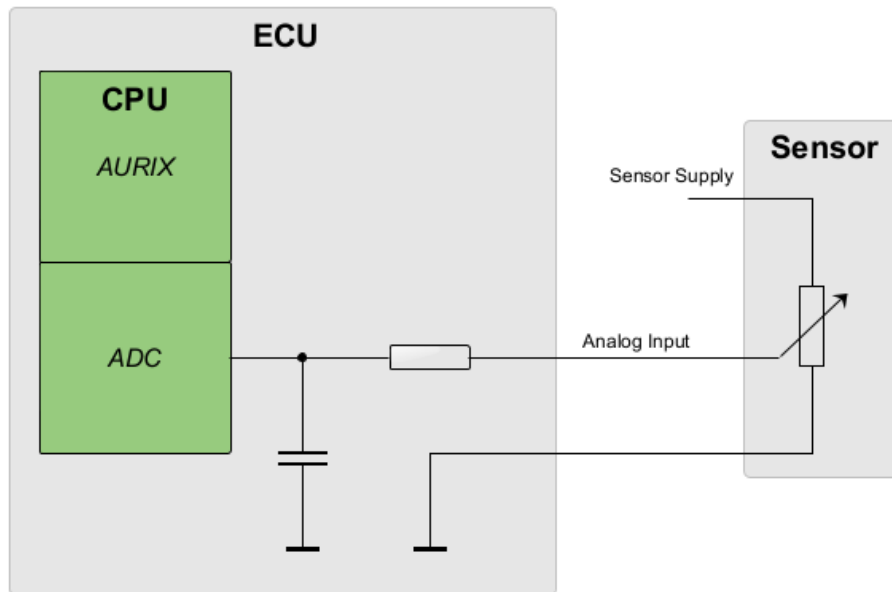 ECU
CPU
AURIX
Sensor
Sensor Supply
Analog Input
ADC